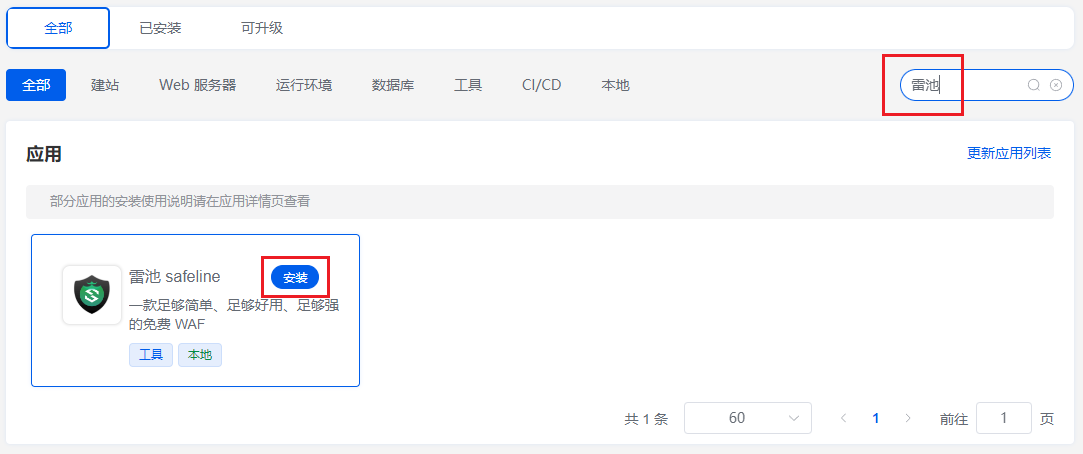 全部 已安装 可升级
全部 建站 Web 服务器 运行环境 数据库 工具 CI/CD 本地 雷池
应用 更新应用列表
部分应用的安装使用说明请在应用详情页查看
雷池 safeline 安装
一款足够简单、足够好用、足够强
的免费 WAF
工具 本地
共 1 条 60 1 前往 1 页